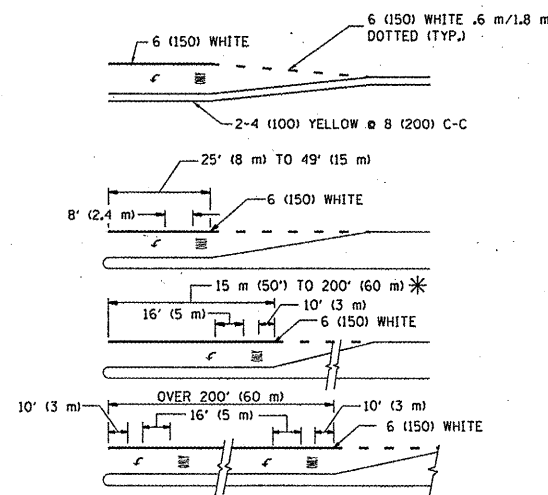 6 (150) WHITE
6 (150) WHITE .6 m/1.8 m
DOTTED (TYP.)
2-4 (100) YELLOW @ 8 (200) C-C
25' (8 m) TO 49' (15 m)
6 (150) WHITE
8' (2.4 m)
15 m (50') TO 200' (60 m) *
16' (5 m)
10' (3 m)
6 (150) WHITE
OVER 200' (60 m)
10' (3 m)
16' (5 m)
10' (3 m)
6 (150) WHITE
ONLY
ONLY